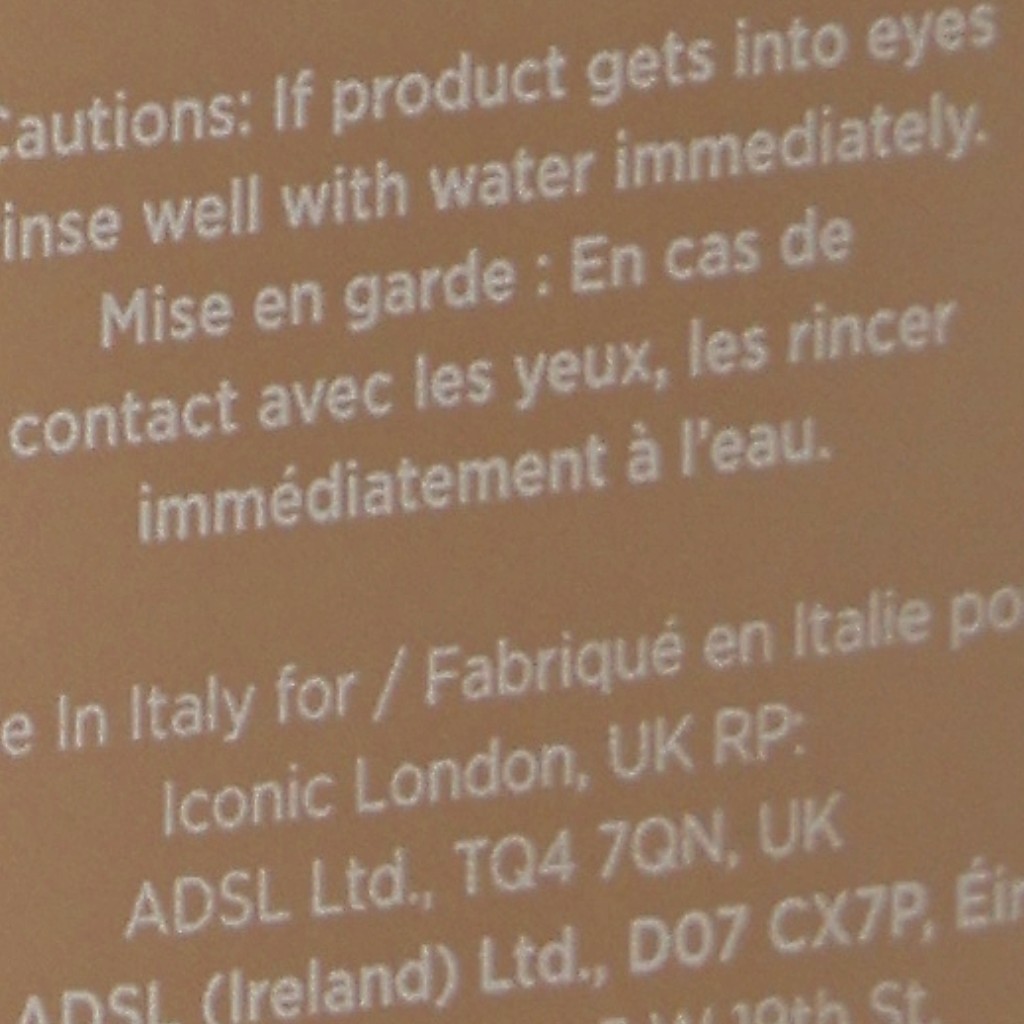 Cautions: If product gets into eyes
inse well with water immediately.
Mise en garde : En cas de
contact avec les yeux, les rincer
immédiatement à l'eau.
e In Italy for / Fabriqué en Italie po
Iconic London, UK RP:
ADSL Ltd., TQ4 7QN, UK
ADSL (Ireland) Ltd., D07 CX7P, Éir
W 19th St.